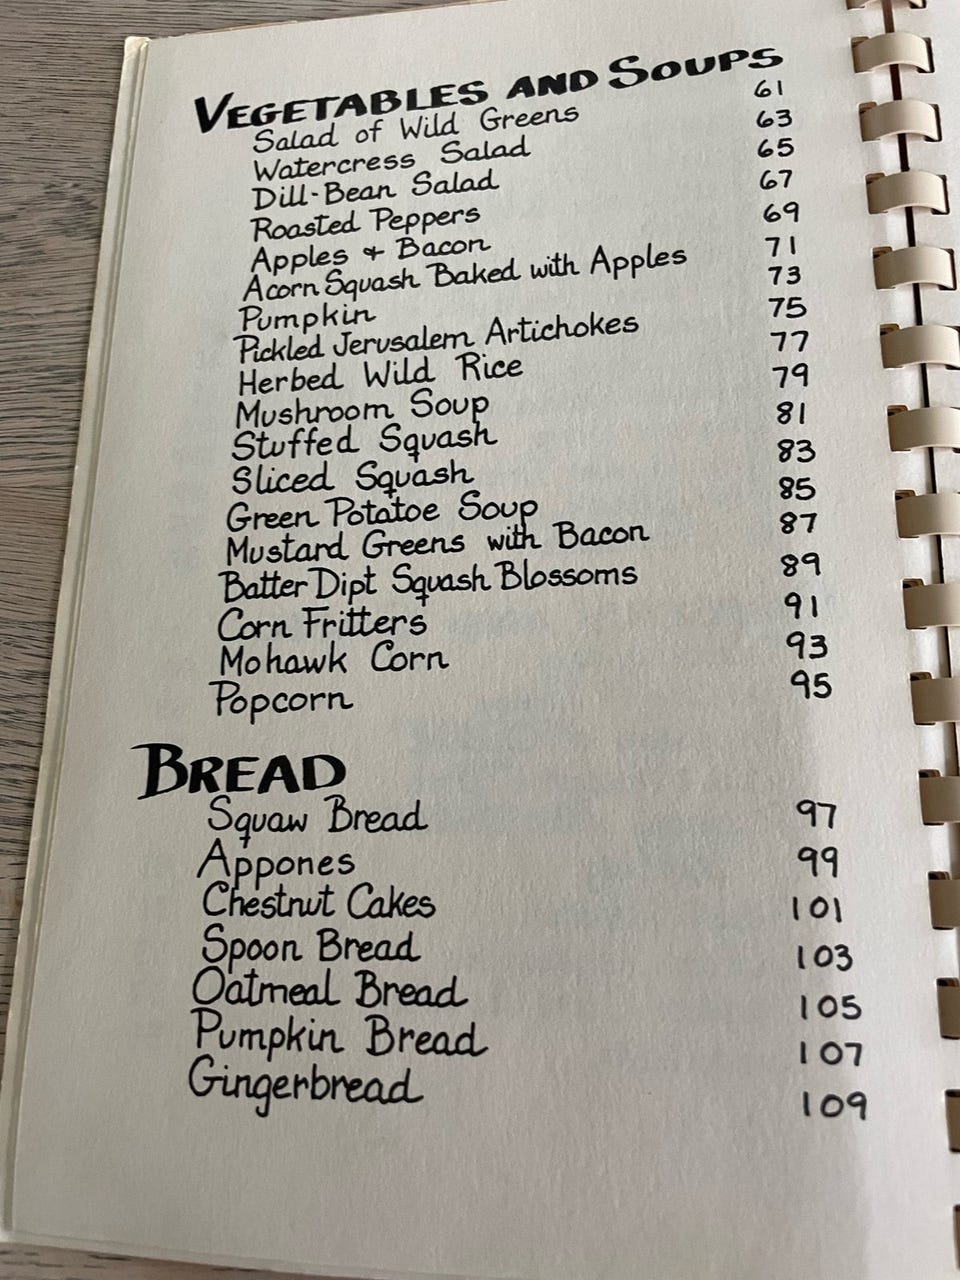 VEGETABLES AND SOUPS
Salad of Wild Greens 61
Watercress Salad 63
Dill-Bean Salad 65
Roasted Peppers 67
Apples & Bacon 69
Acorn Squash Baked with Apples 71
Pumpkin 73
Pickled Jerusalem Artichokes 75
Herbed Wild Rice 77
Mushroom Soup 79
Stuffed Squash 81
Sliced Squash 83
Green Potatoe Soup 85
Mustard Greens with Bacon 87
Batter Dipt Squash Blossoms 89
Corn Fritters 91
Mohawk Corn 93
Popcorn 95
BREAD
Squaw Bread 97
Appones 99
Chestnut Cakes 101
Spoon Bread 103
Oatmeal Bread 105
Pumpkin Bread 107
Gingerbread 109